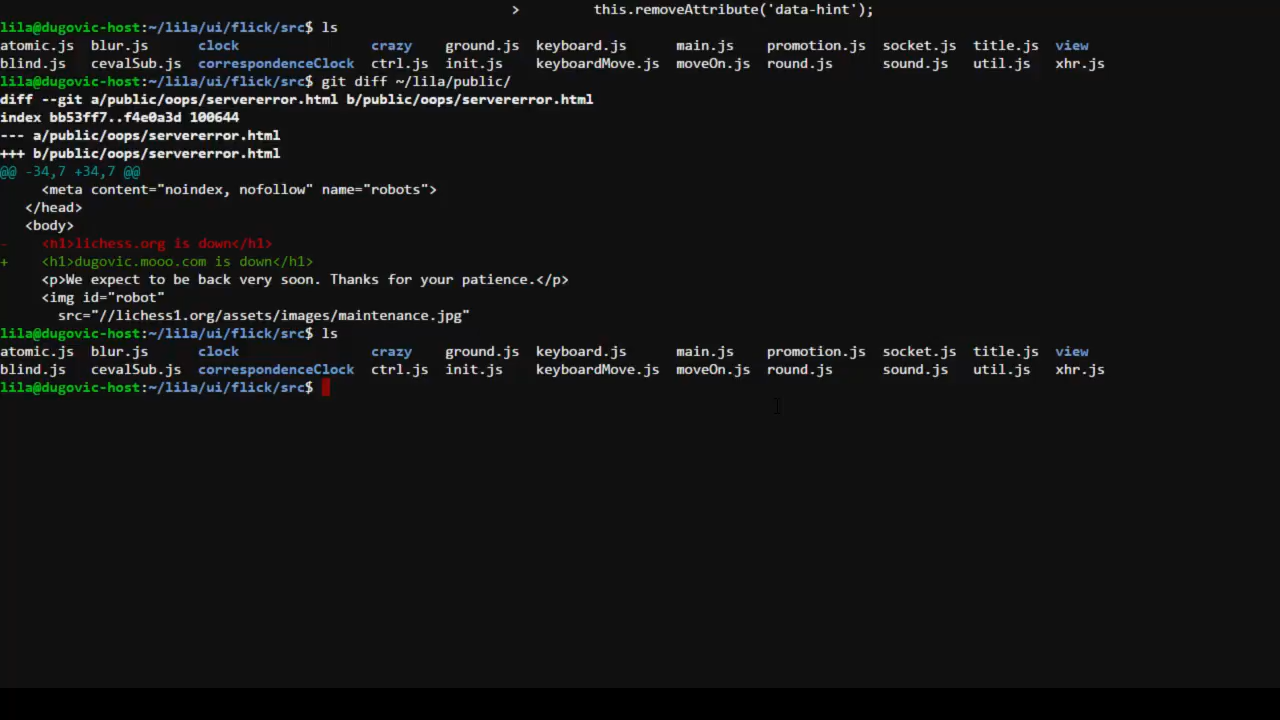 >         this.removeAttribute('data-hint');
lila@dugovic-host:~/lila/ui/flick/src$ ls
atomic.js  blur.js      clock                crazy    ground.js  keyboard.js      main.js    promotion.js  socket.js  title.js  view
blind.js   cevalSub.js  correspondenceClock  ctrl.js  init.js    keyboardMove.js  moveOn.js  round.js      sound.js   util.js   xhr.js
lila@dugovic-host:~/lila/ui/flick/src$ git diff ~/lila/public/
diff --git a/public/oops/servererror.html b/public/oops/servererror.html
index bb53ff7..f4e0a3d 100644
--- a/public/oops/servererror.html
+++ b/public/oops/servererror.html
@@ -34,7 +34,7 @@
     <meta content="noindex, nofollow" name="robots">
   </head>
   <body>
-    <h1>lichess.org is down</h1>
+    <h1>dugovic.mooo.com is down</h1>
     <p>We expect to be back very soon. Thanks for your patience.</p>
     <img id="robot"
       src="//lichess1.org/assets/images/maintenance.jpg"
lila@dugovic-host:~/lila/ui/flick/src$ ls
atomic.js  blur.js      clock                crazy    ground.js  keyboard.js      main.js    promotion.js  socket.js  title.js  view
blind.js   cevalSub.js  correspondenceClock  ctrl.js  init.js    keyboardMove.js  moveOn.js  round.js      sound.js   util.js   xhr.js
lila@dugovic-host:~/lila/ui/flick/src$